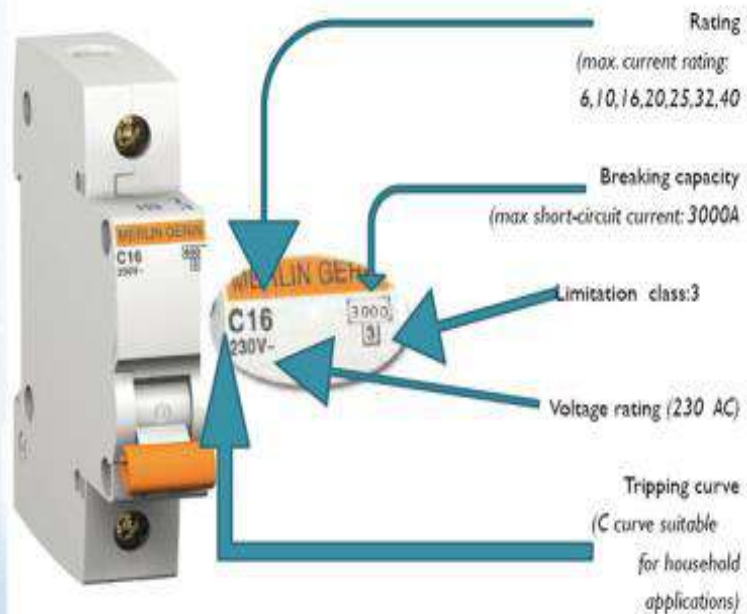 Rating
(max. current rating:
6,10,16,20,25,32,40
Breaking capacity
(max short-circuit current: 3000A
Limitation class:3
Voltage rating (230 AC)
Tripping curve
(C curve suitable
for household
applications)
MERLIN GERIN
C16
230V~
MERLIN GER
C16
230V~
3000
3